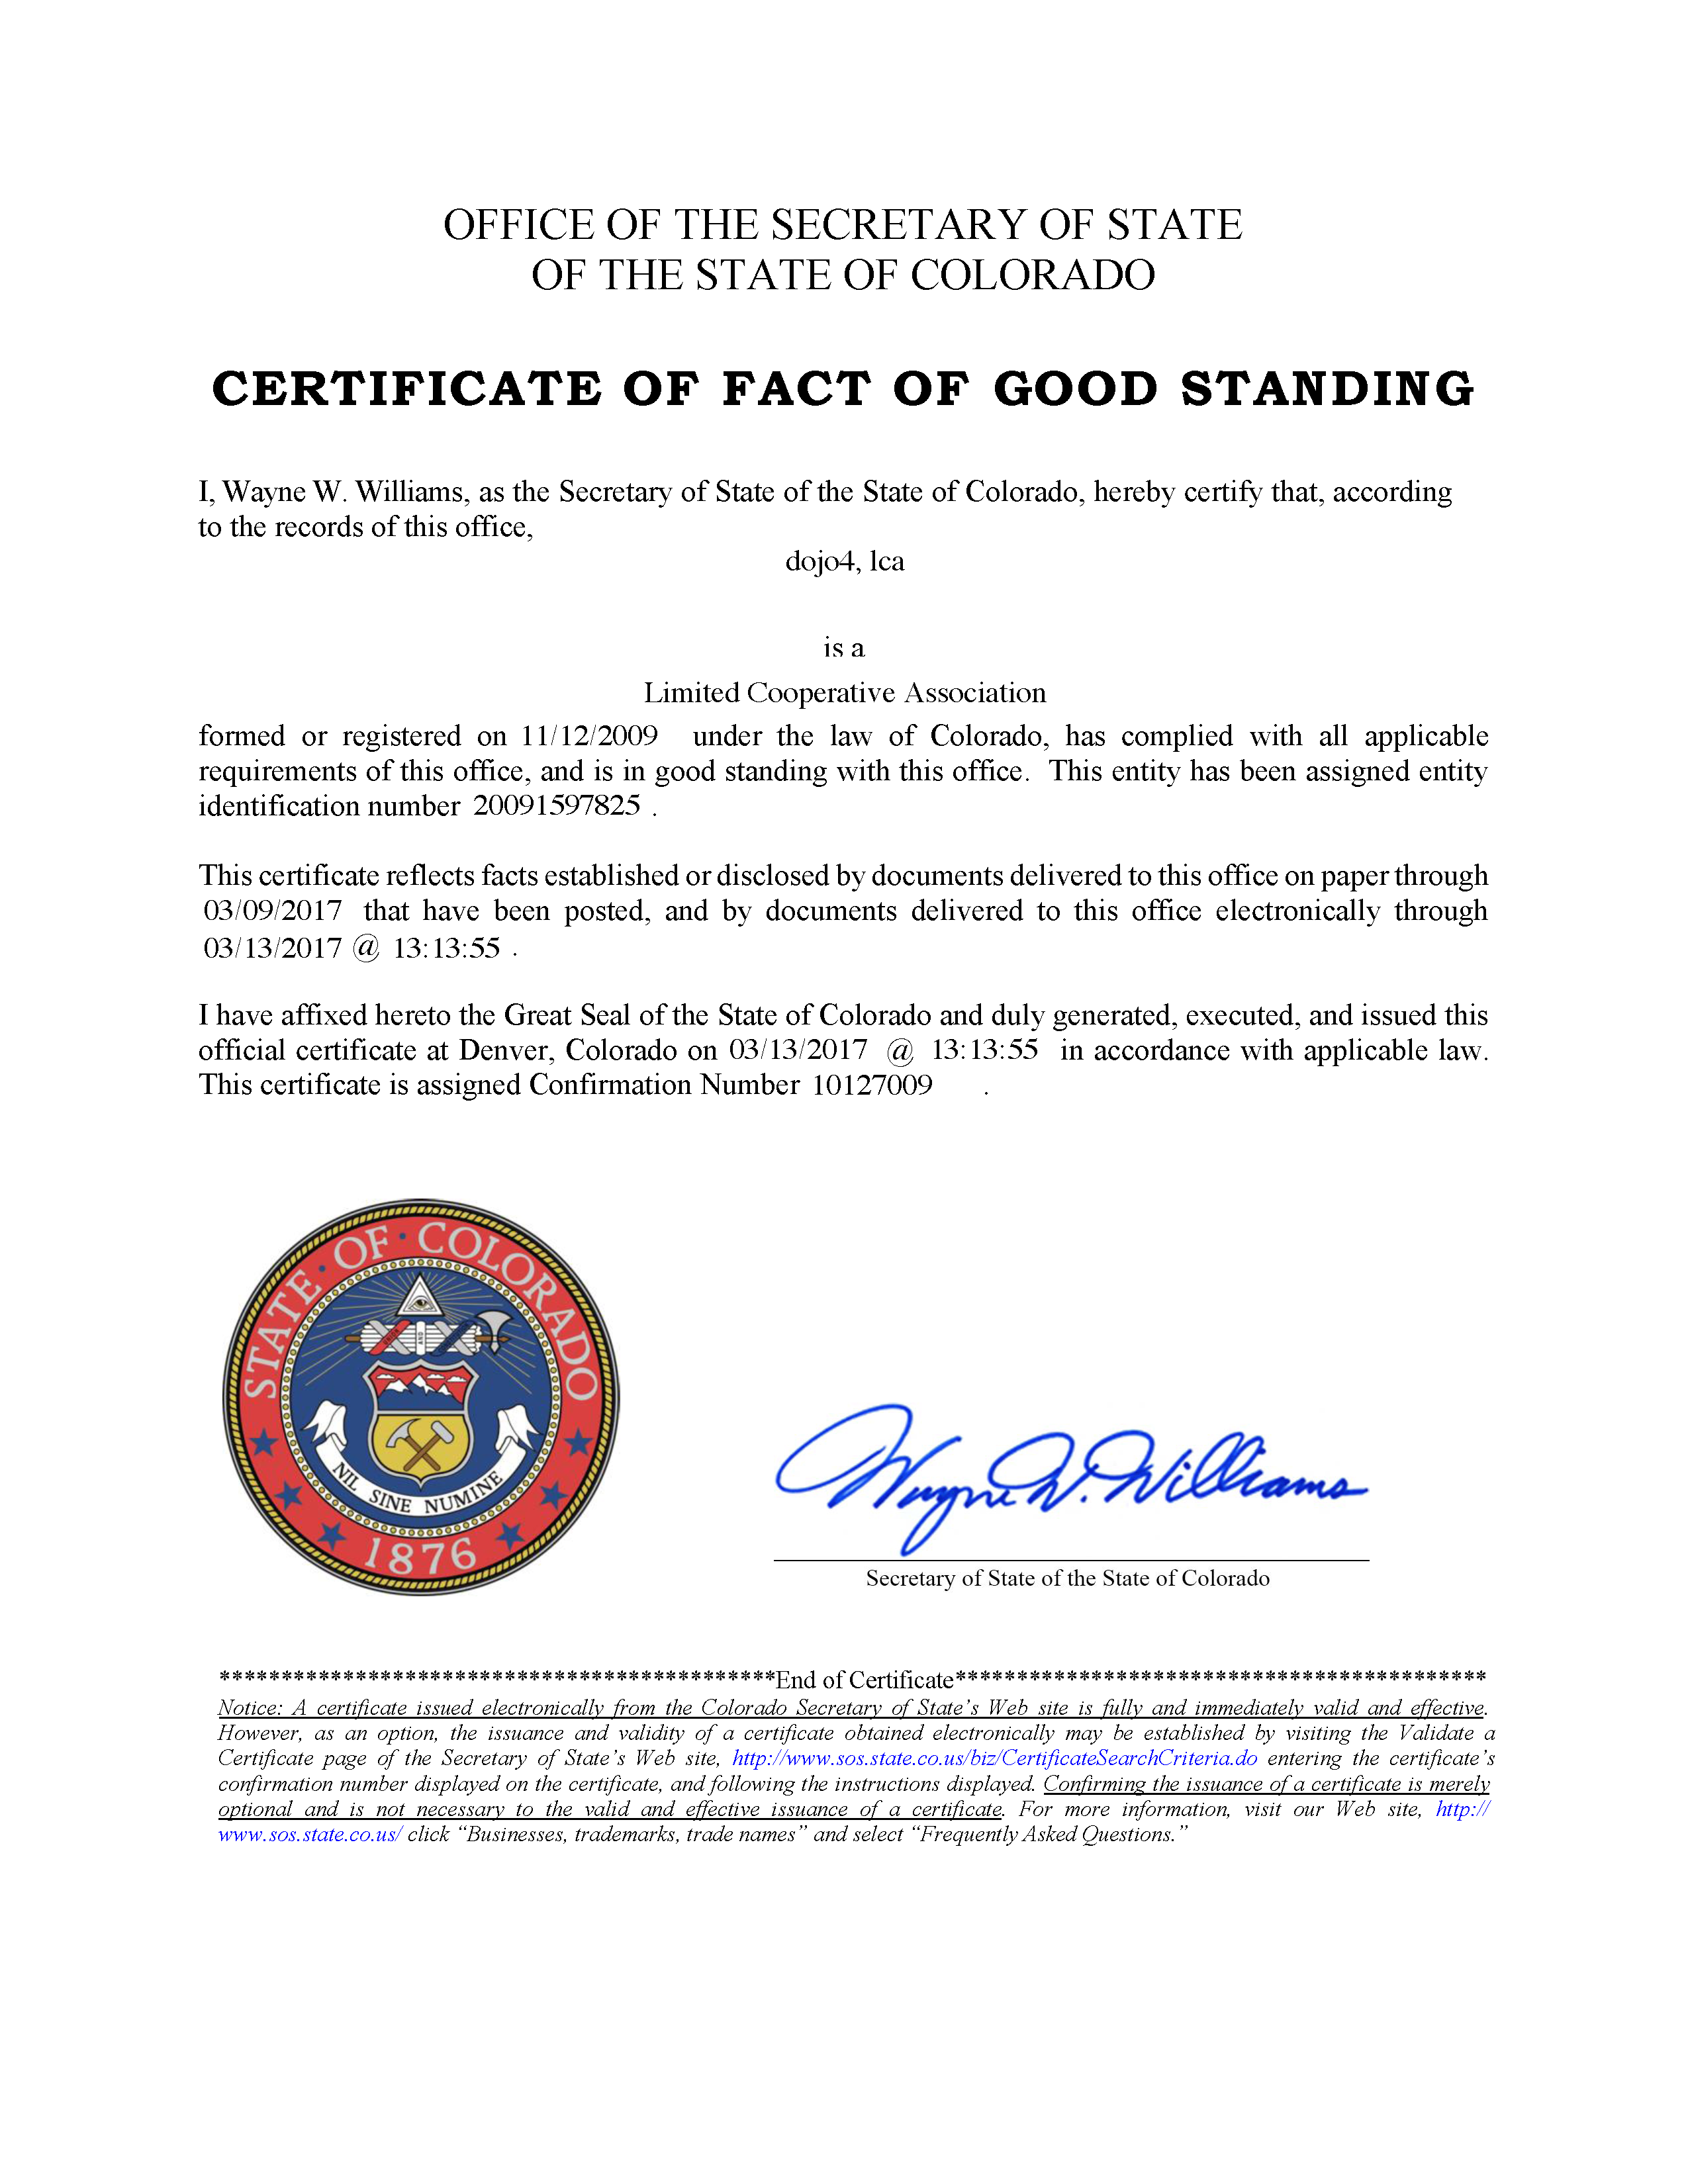 OFFICE OF THE SECRETARY OF STATE
OF THE STATE OF COLORADO
CERTIFICATE OF FACT OF GOOD STANDING
I, Wayne W. Williams, as the Secretary of State of the State of Colorado, hereby certify that, according
to the records of this office,
dojo4, lca
is a
Limited Cooperative Association
formed or registered on 11/12/2009 under the law of Colorado, has complied with all applicable
requirements of this office, and is in good standing with this office. This entity has been assigned entity
identification number 20091597825 .
This certificate reflects facts established or disclosed by documents delivered to this office on paper through
03/09/2017 that have been posted, and by documents delivered to this office electronically through
03/13/2017 @ 13:13:55 .
I have affixed hereto the Great Seal of the State of Colorado and duly generated, executed, and issued this
official certificate at Denver, Colorado on 03/13/2017 @ 13:13:55 in accordance with applicable law.
This certificate is assigned Confirmation Number 10127009 .
STATE · OF · COLORADO
UNION AND CONSTITUTION
NIL SINE NUMINE
1876
Wayne W. Williams
Secretary of State of the State of Colorado
*********************************************End of Certificate*******************************************
Notice: A certificate issued electronically from the Colorado Secretary of State's Web site is fully and immediately valid and effective.
However, as an option, the issuance and validity of a certificate obtained electronically may be established by visiting the Validate a
Certificate page of the Secretary of State's Web site, http://www.sos.state.co.us/biz/CertificateSearchCriteria.do entering the certificate's
confirmation number displayed on the certificate, and following the instructions displayed. Confirming the issuance of a certificate is merely
optional and is not necessary to the valid and effective issuance of a certificate. For more information, visit our Web site, http://
www.sos.state.co.us/ click “Businesses, trademarks, trade names” and select “Frequently Asked Questions.”